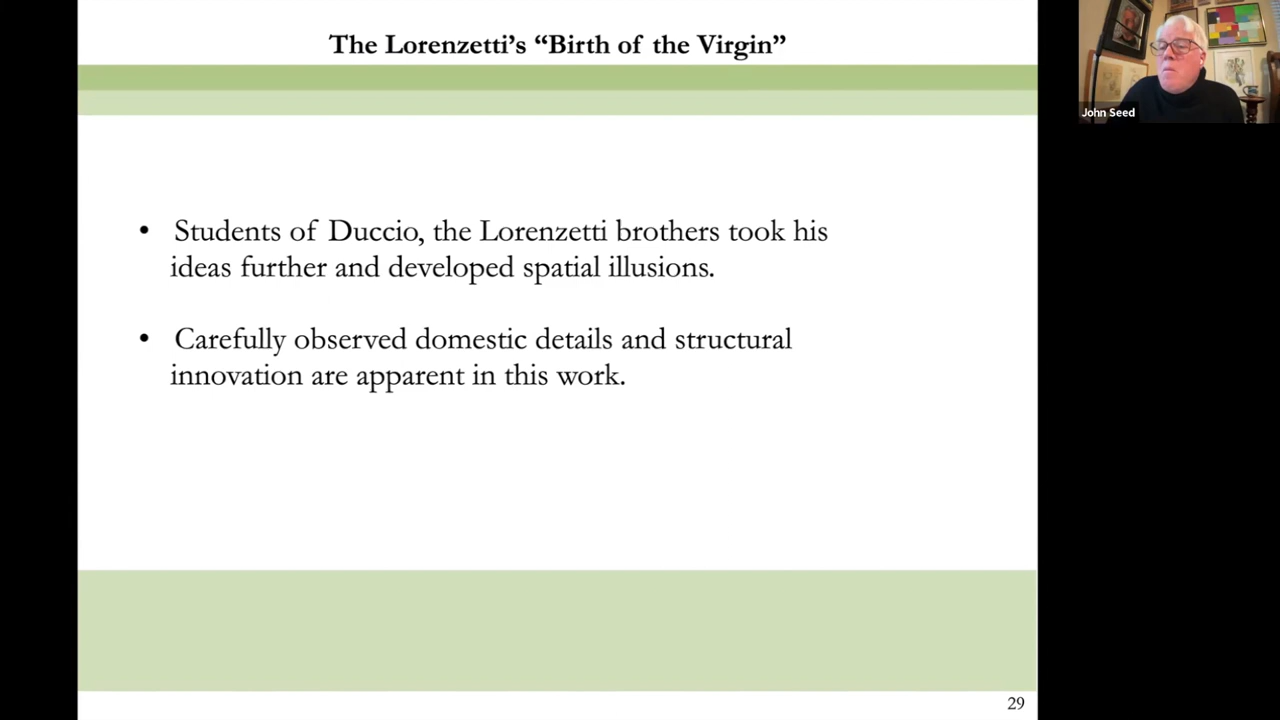 The Lorenzetti's “Birth of the Virgin”
John Seed
• Students of Duccio, the Lorenzetti brothers took his
ideas further and developed spatial illusions.
• Carefully observed domestic details and structural
innovation are apparent in this work.
29